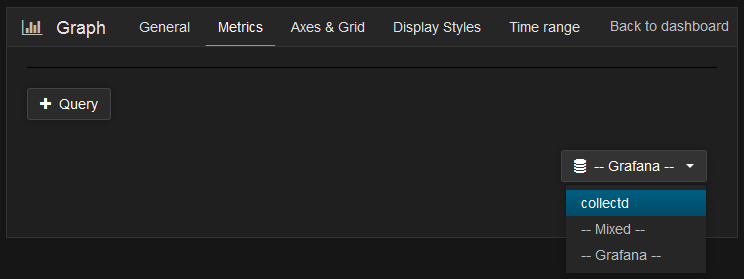 Graph General Metrics Axes & Grid Display Styles Time range Back to dashboard
Query
-- Grafana --
collectd
-- Mixed --
-- Grafana --